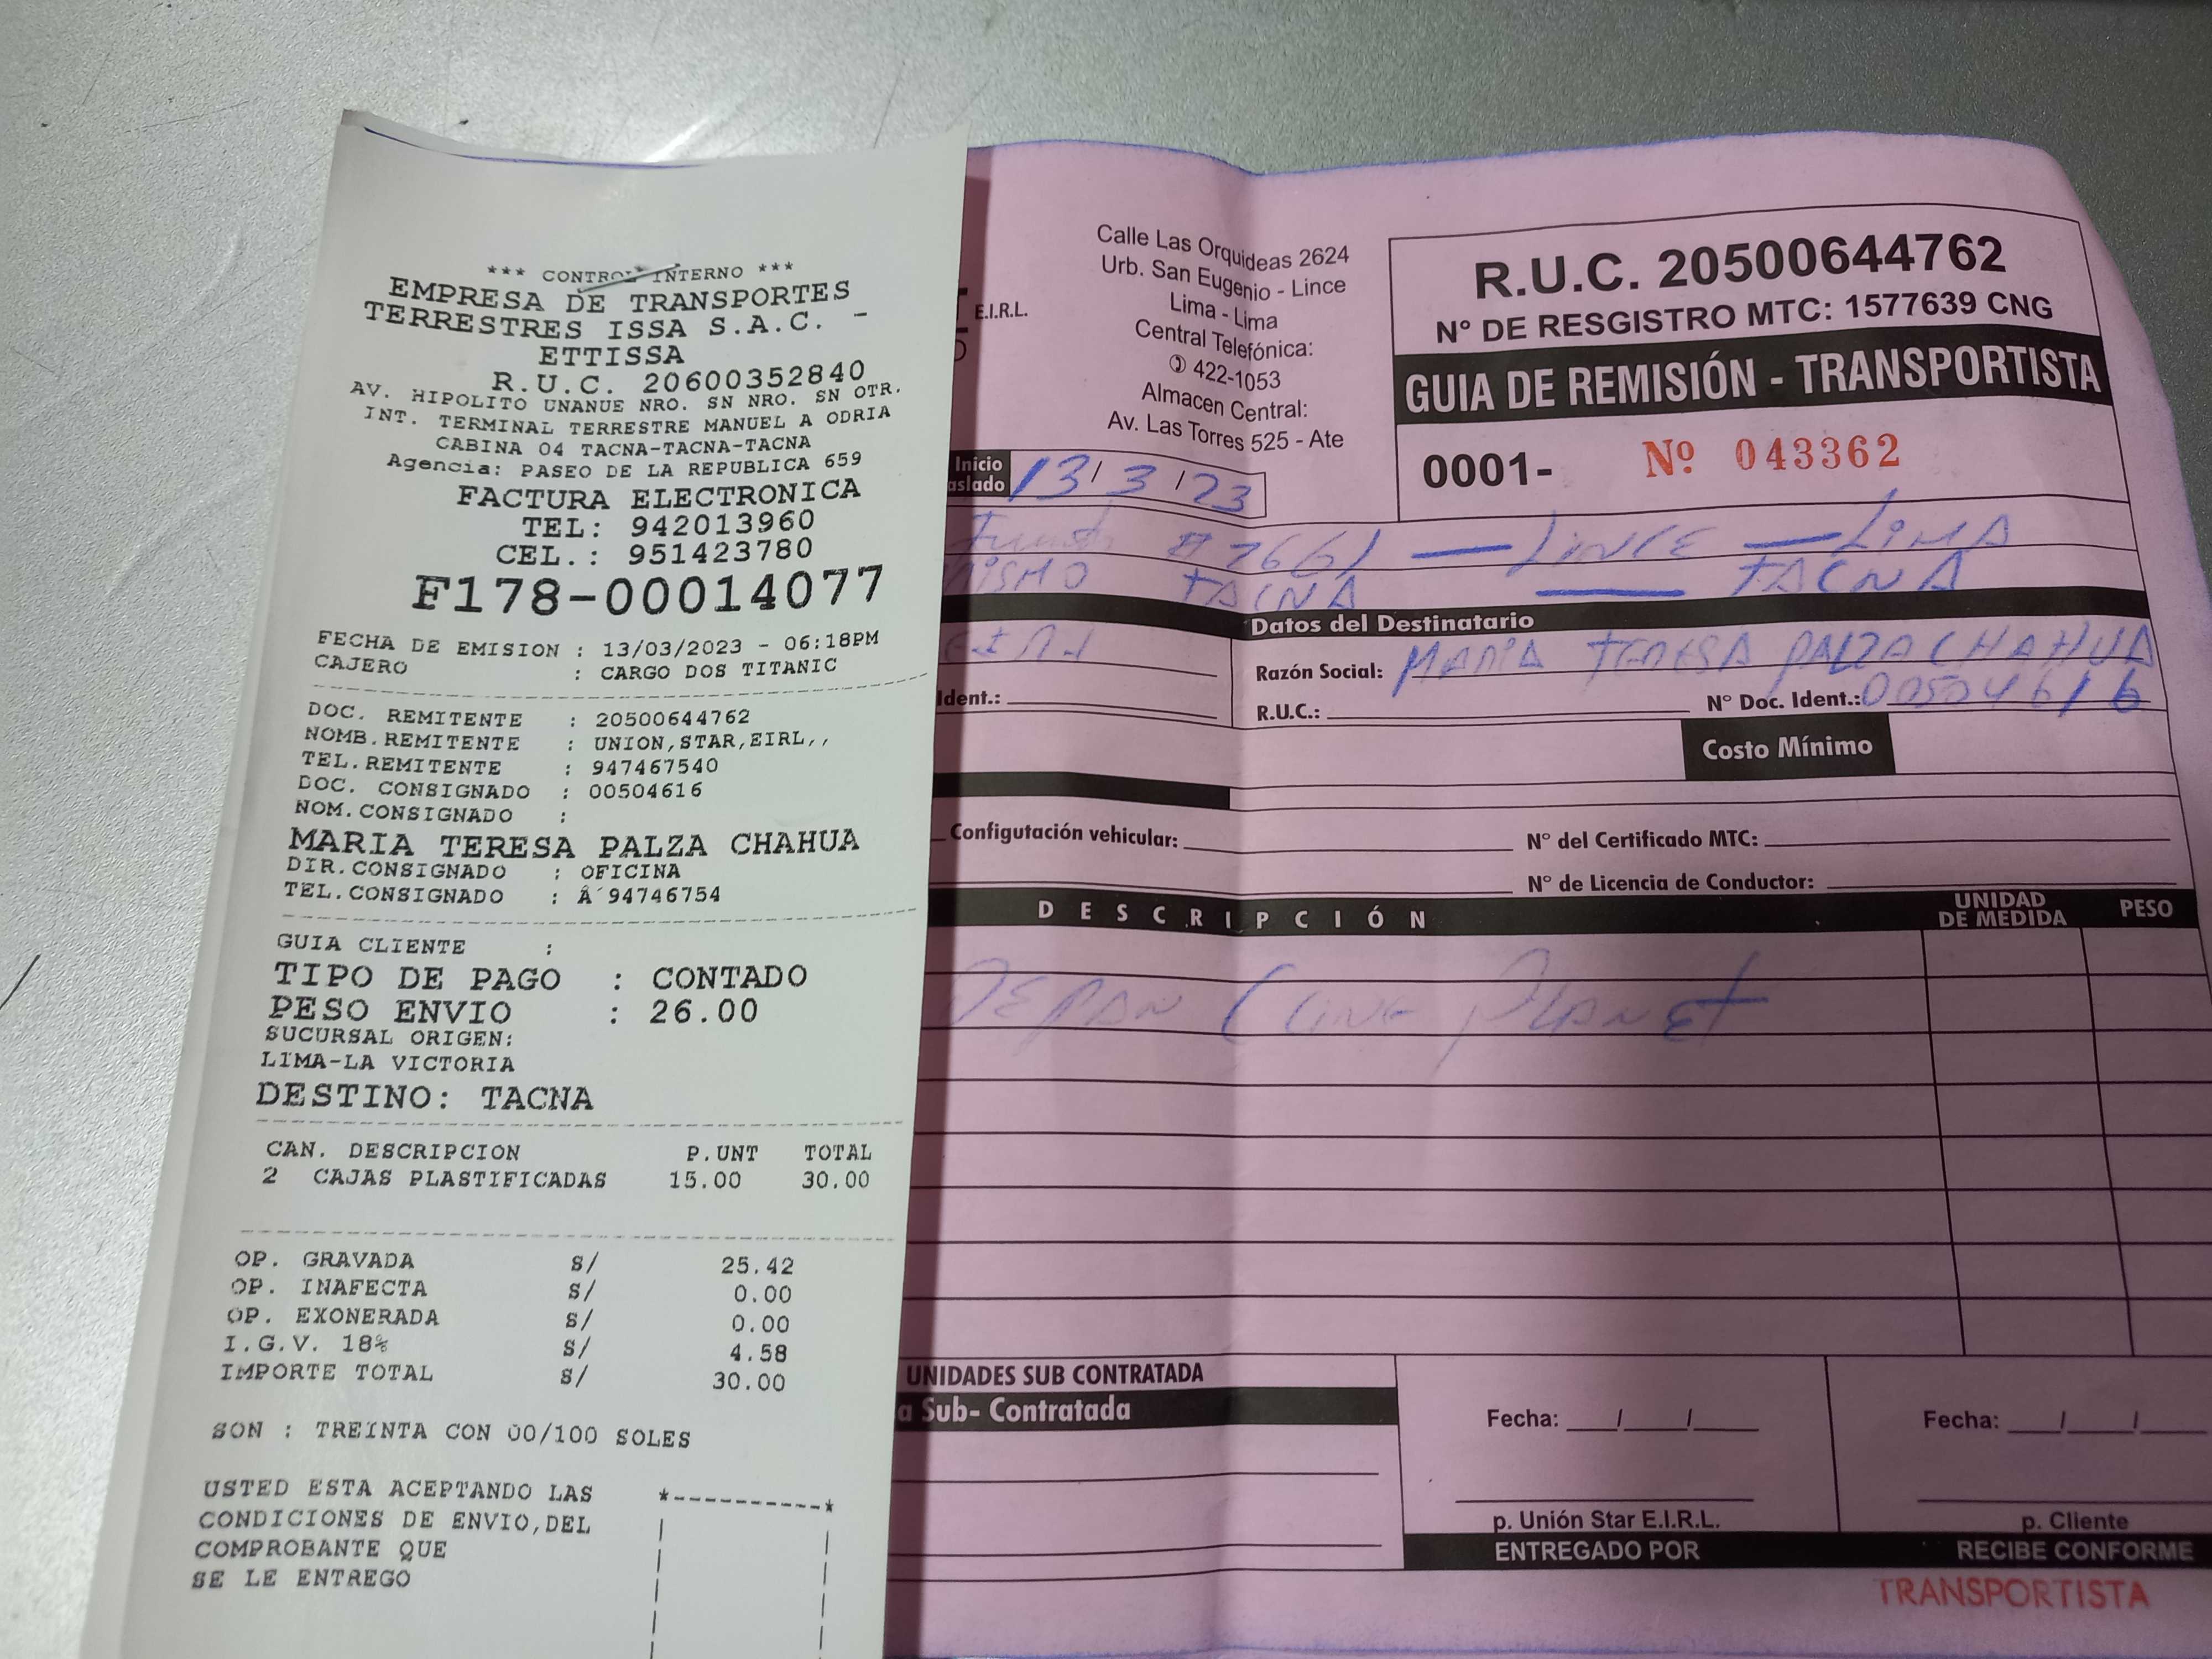 *** CONTROL INTERNO ***
EMPRESA DE TRANSPORTES
TERRESTRES ISSA S.A.C. -
ETTISSA
R.U.C. 20600352840
AV. HIPOLITO UNANUE NRO. SN NRO. SN OTR.
INT. TERMINAL TERRESTRE MANUEL A ODRIA
CABINA 04 TACNA-TACNA-TACNA
Agencia: PASEO DE LA REPUBLICA 659
FACTURA ELECTRONICA
TEL: 942013960
CEL.: 951423780
F178-00014077
FECHA DE EMISION : 13/03/2023 - 06:18PM
CAJERO : CARGO DOS TITANIC
DOC. REMITENTE : 20500644762
NOMB.REMITENTE : UNION,STAR,EIRL,,
TEL.REMITENTE : 947467540
DOC. CONSIGNADO : 00504616
NOM.CONSIGNADO :
MARIA TERESA PALZA CHAHUA
DIR.CONSIGNADO : OFICINA
TEL.CONSIGNADO : Â´94746754
GUIA CLIENTE :
TIPO DE PAGO : CONTADO
PESO ENVIO : 26.00
SUCURSAL ORIGEN:
LIMA-LA VICTORIA
DESTINO: TACNA
CAN. DESCRIPCION P.UNT TOTAL
2 CAJAS PLASTIFICADAS 15.00 30.00
OP. GRAVADA S/ 25.42
OP. INAFECTA S/ 0.00
OP. EXONERADA S/ 0.00
I.G.V. 18% S/ 4.58
IMPORTE TOTAL S/ 30.00
SON : TREINTA CON 00/100 SOLES
USTED ESTA ACEPTANDO LAS
CONDICIONES DE ENVIO,DEL
COMPROBANTE QUE
SE LE ENTREGO
E.I.R.L.
Calle Las Orquideas 2624
Urb. San Eugenio - Lince
Lima - Lima
Central Telefónica:
✆ 422-1053
Almacen Central:
Av. Las Torres 525 - Ate
R.U.C. 20500644762
Nº DE RESGISTRO MTC: 1577639 CNG
GUIA DE REMISIÓN - TRANSPORTISTA
0001- Nº 043362
Inicio
aslado 13/3/23
2661 — LINCE — LIMA
TACNA — TACNA
Datos del Destinatario
Razón Social: MARIA TERESA PALZA CHAHUA
Ident.: R.U.C.: Nº Doc. Ident.: 00504616
Costo Mínimo
Configutación vehicular: Nº del Certificado MTC:
Nº de Licencia de Conductor:
DESCRIPCIÓN UNIDAD DE MEDIDA PESO
PLANET
UNIDADES SUB CONTRATADA
a Sub- Contratada
Fecha: / / Fecha: / /
p. Unión Star E.I.R.L. p. Cliente
ENTREGADO POR RECIBE CONFORME
TRANSPORTISTA